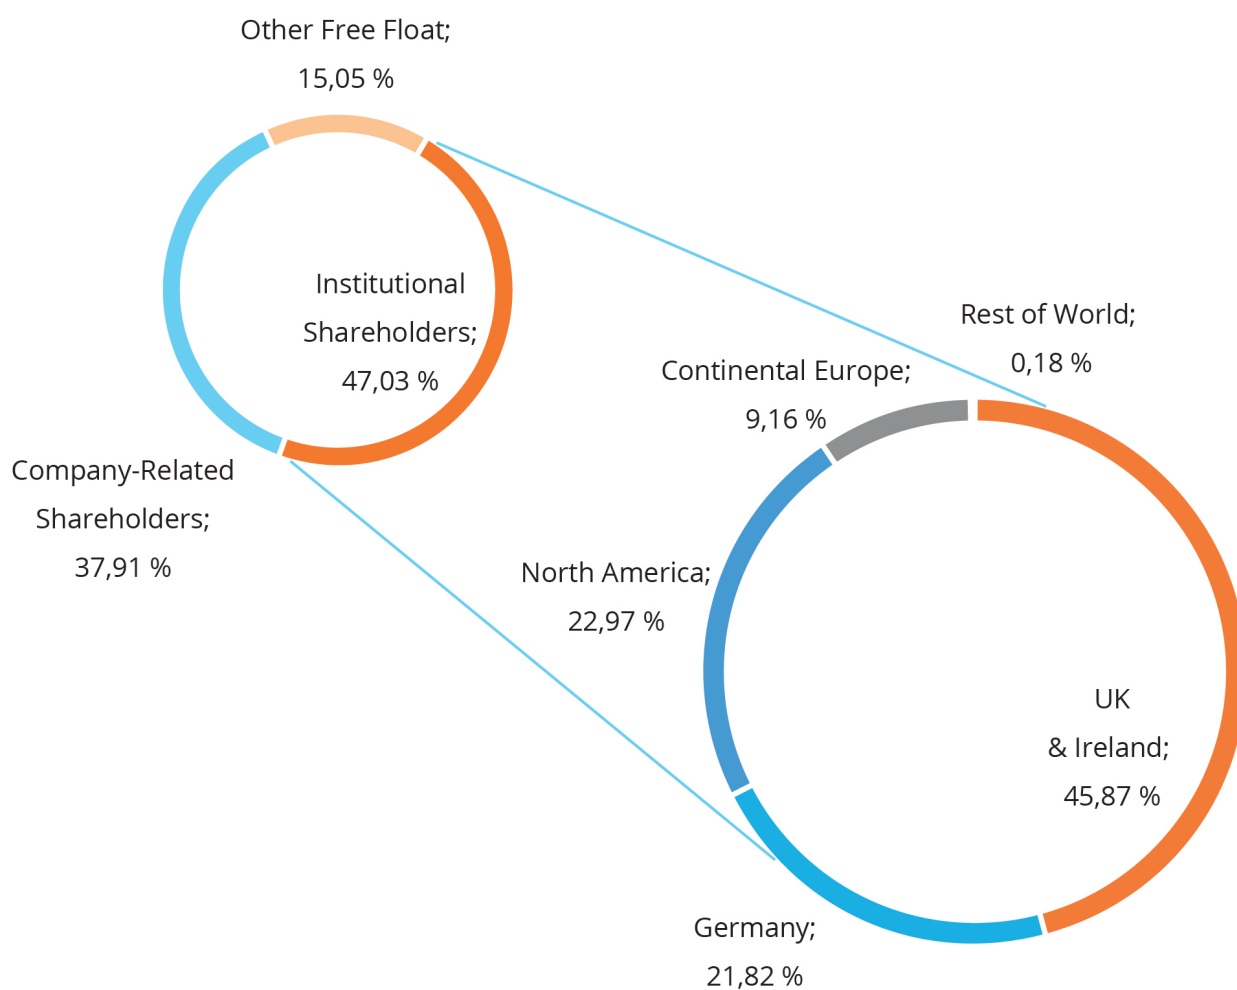 Other Free Float;
15,05 %
Institutional
Shareholders;
47,03 %
Company-Related
Shareholders;
37,91 %
Rest of World;
0,18 %
Continental Europe;
9,16 %
North America;
22,97 %
UK
& Ireland;
45,87 %
Germany;
21,82 %